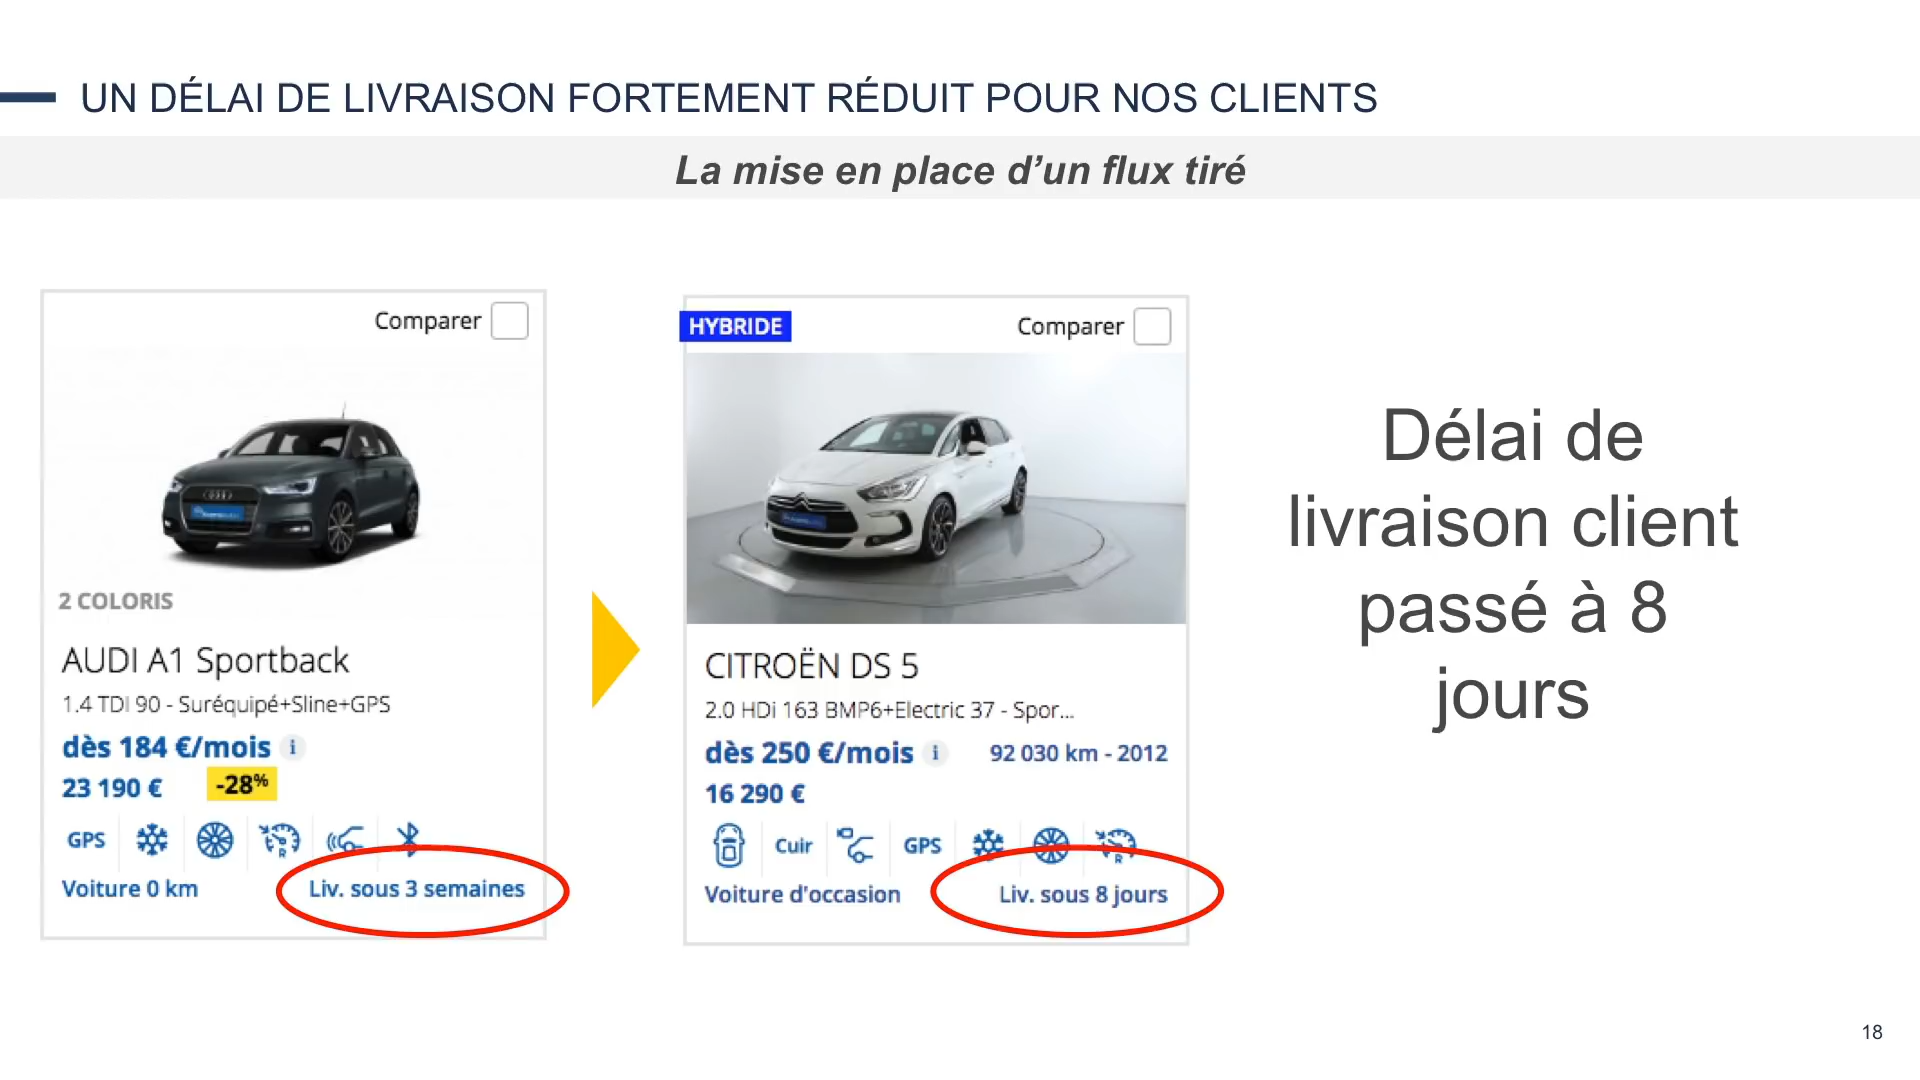 UN DÉLAI DE LIVRAISON FORTEMENT RÉDUIT POUR NOS CLIENTS
La mise en place d’un flux tiré
Comparer
2 COLORIS
AUDI A1 Sportback
1.4 TDI 90 - Suréquipé+Sline+GPS
dès 184 €/mois i
23 190 € -28%
GPS
Voiture 0 km Liv. sous 3 semaines
HYBRIDE Comparer
CITROËN DS 5
2.0 HDi 163 BMP6+Electric 37 - Spor...
dès 250 €/mois i 92 030 km - 2012
16 290 €
Cuir GPS
Voiture d'occasion Liv. sous 8 jours
Délai de
livraison client
passé à 8
jours
18